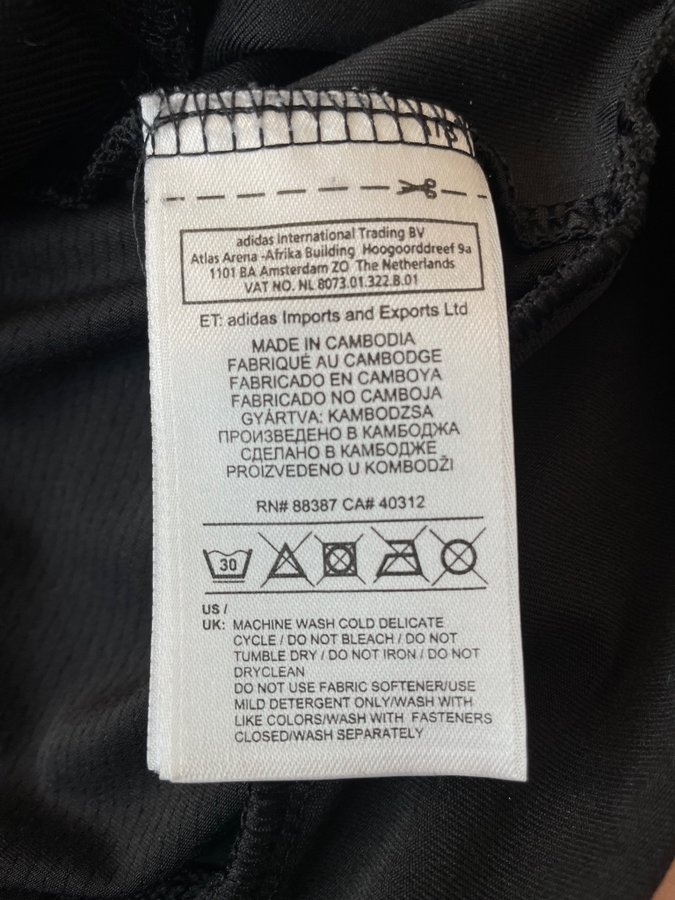 adidas International Trading BV
Atlas Arena -Afrika Building Hoogoorddreef 9a
1101 BA Amsterdam ZO The Netherlands
VAT NO. NL 8073.01.322.B.01
ET: adidas Imports and Exports Ltd
MADE IN CAMBODIA
FABRIQUÉ AU CAMBODGE
FABRICADO EN CAMBOYA
FABRICADO NO CAMBOJA
GYÁRTVA: KAMBODZSA
ПРОИЗВЕДЕНО В КАМБОДЖА
СДЕЛАНО В КАМБОДЖЕ
PROIZVEDENO U KOMBODŽI
RN# 88387 CA# 40312
30
US /
UK: MACHINE WASH COLD DELICATE
CYCLE / DO NOT BLEACH / DO NOT
TUMBLE DRY / DO NOT IRON / DO NOT
DRYCLEAN
DO NOT USE FABRIC SOFTENER/USE
MILD DETERGENT ONLY/WASH WITH
LIKE COLORS/WASH WITH FASTENERS
CLOSED/WASH SEPARATELY